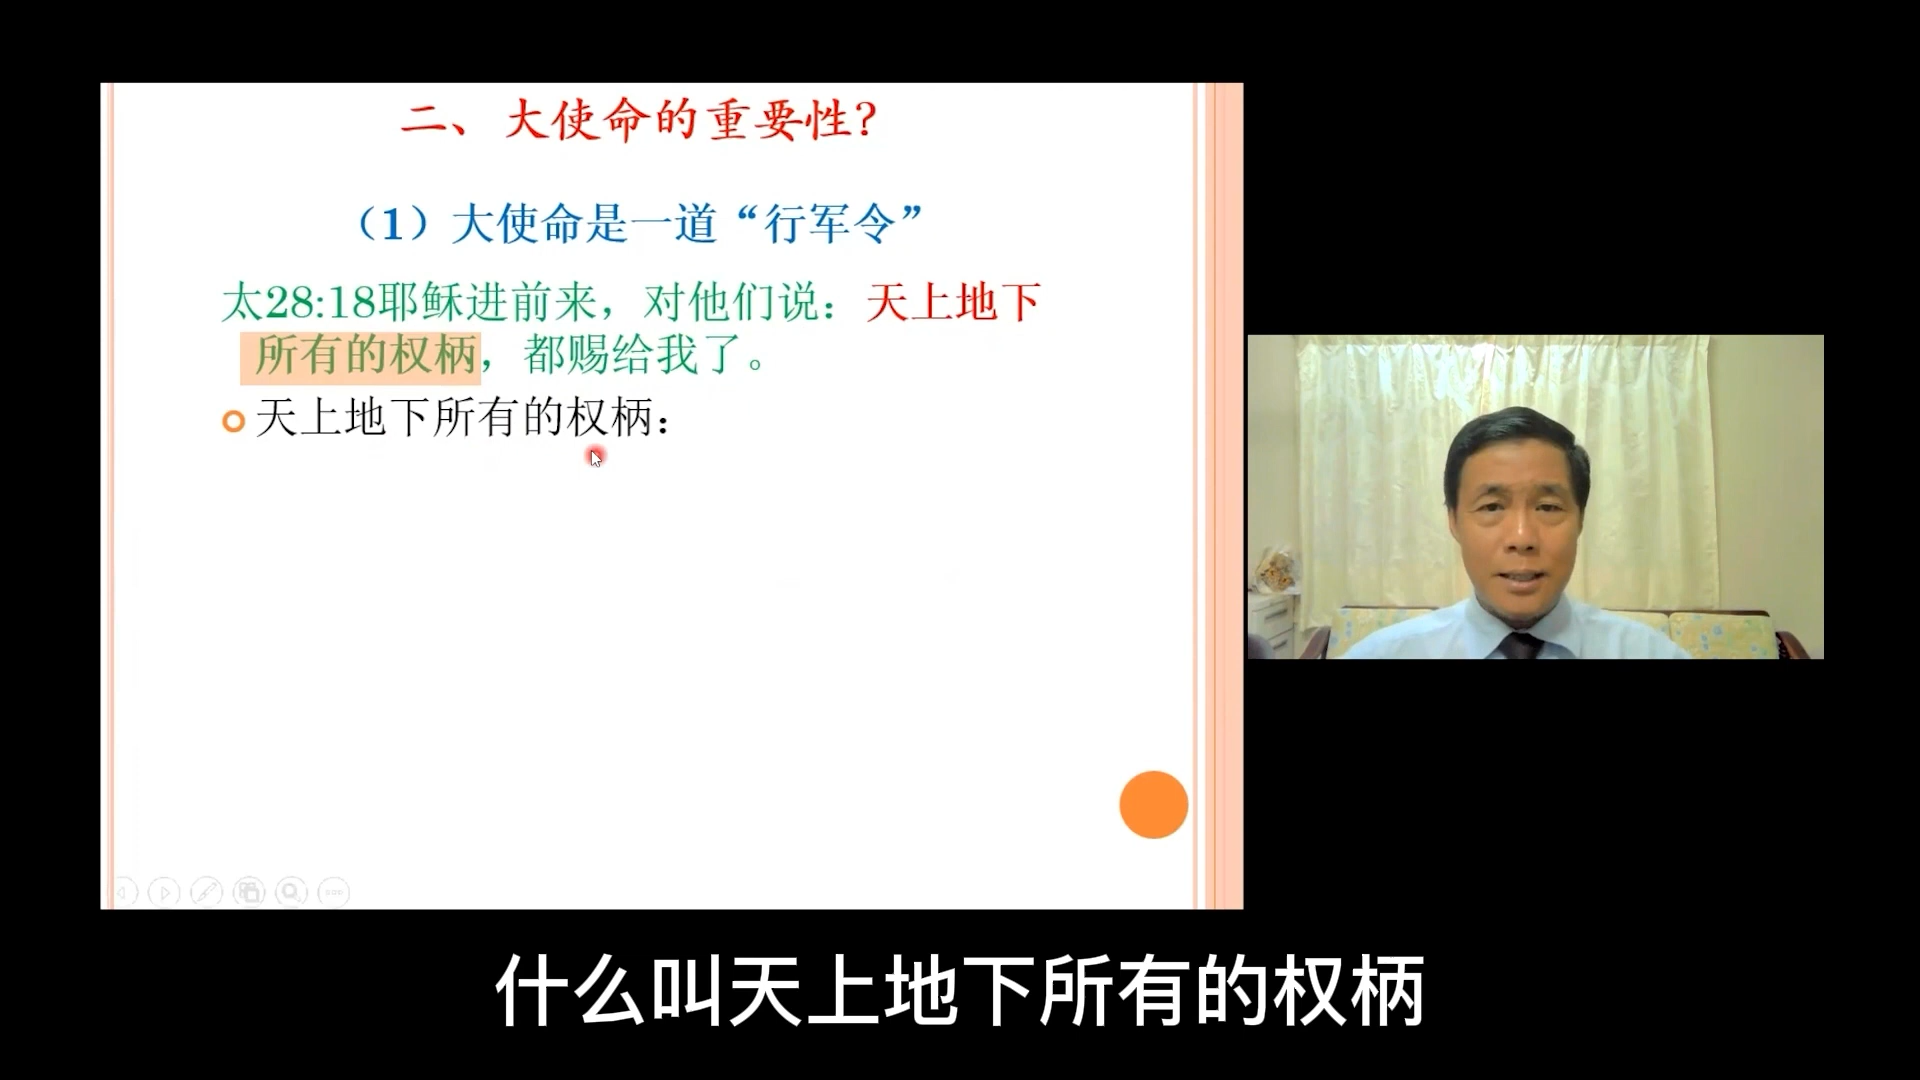 二、大使命的重要性?
（1）大使命是一道“行军令”
太28:18耶稣进前来，对他们说：天上地下
所有的权柄，都赐给我了。
天上地下所有的权柄：
什么叫天上地下所有的权柄